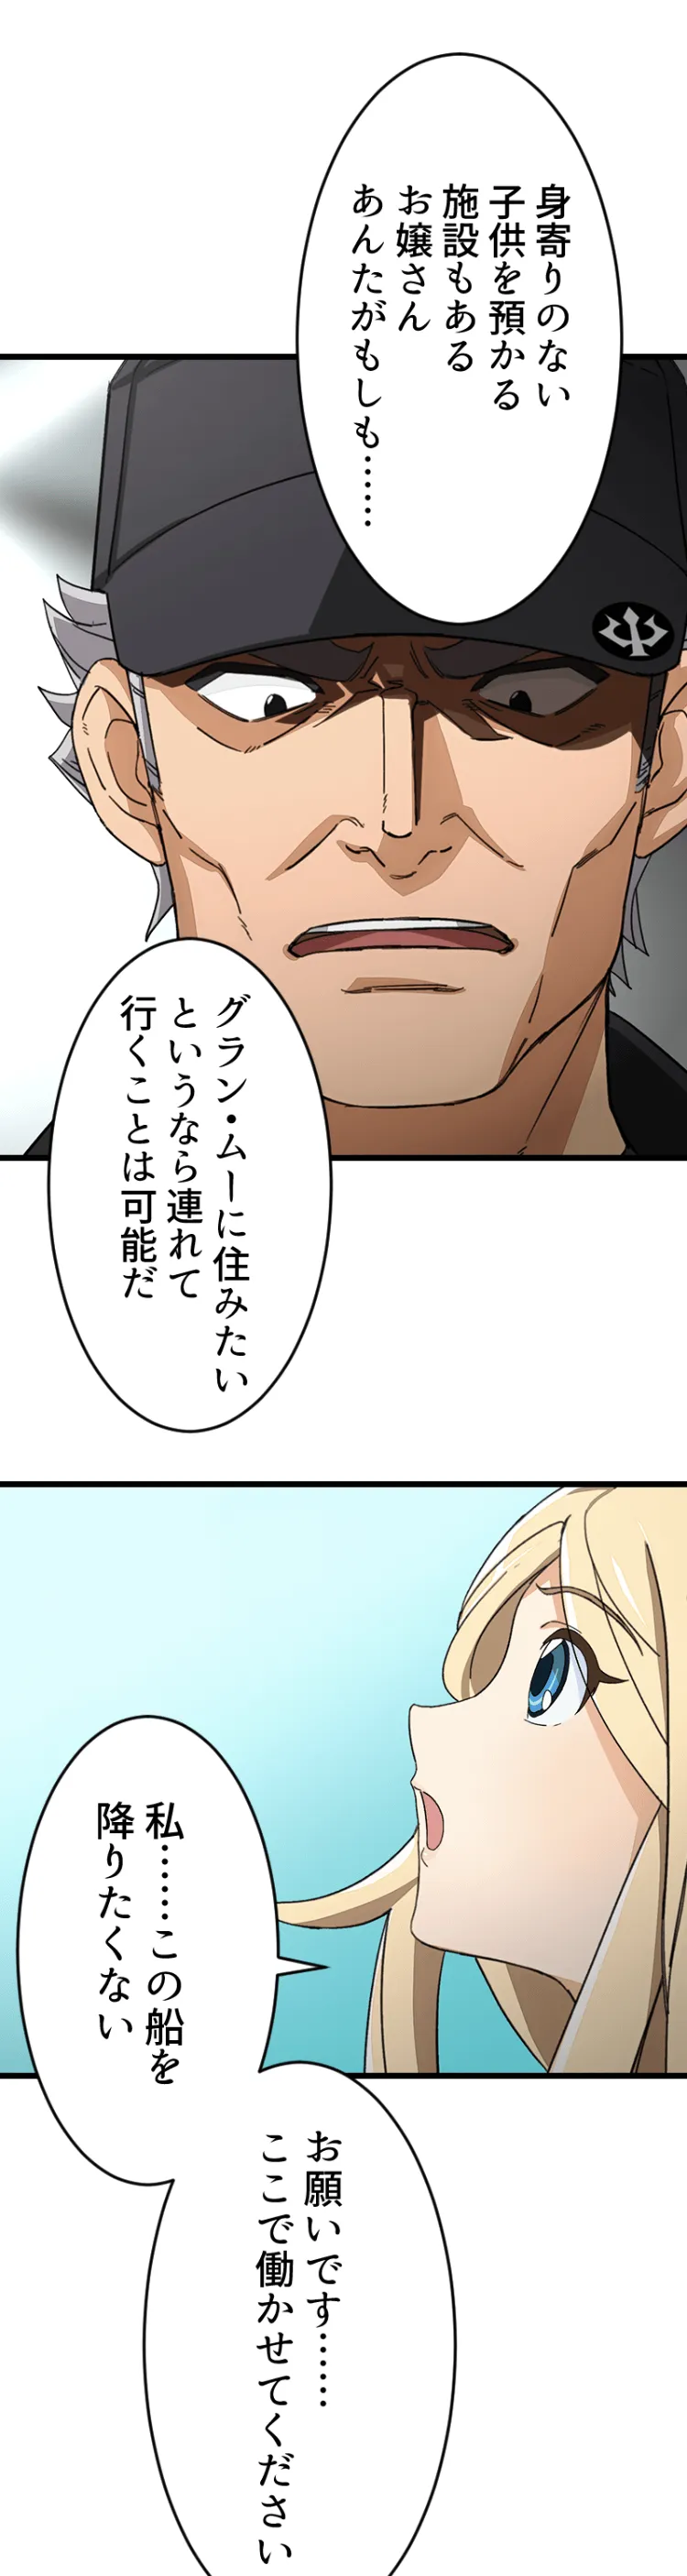 身寄りのない
子供を預かる
施設もある
お嬢さん
あんたがもしも……
グラン・ムーに住みたい
というなら連れて
行くことは可能だ
私……この船を
降りたくない
お願いです……
ここで働かせてください